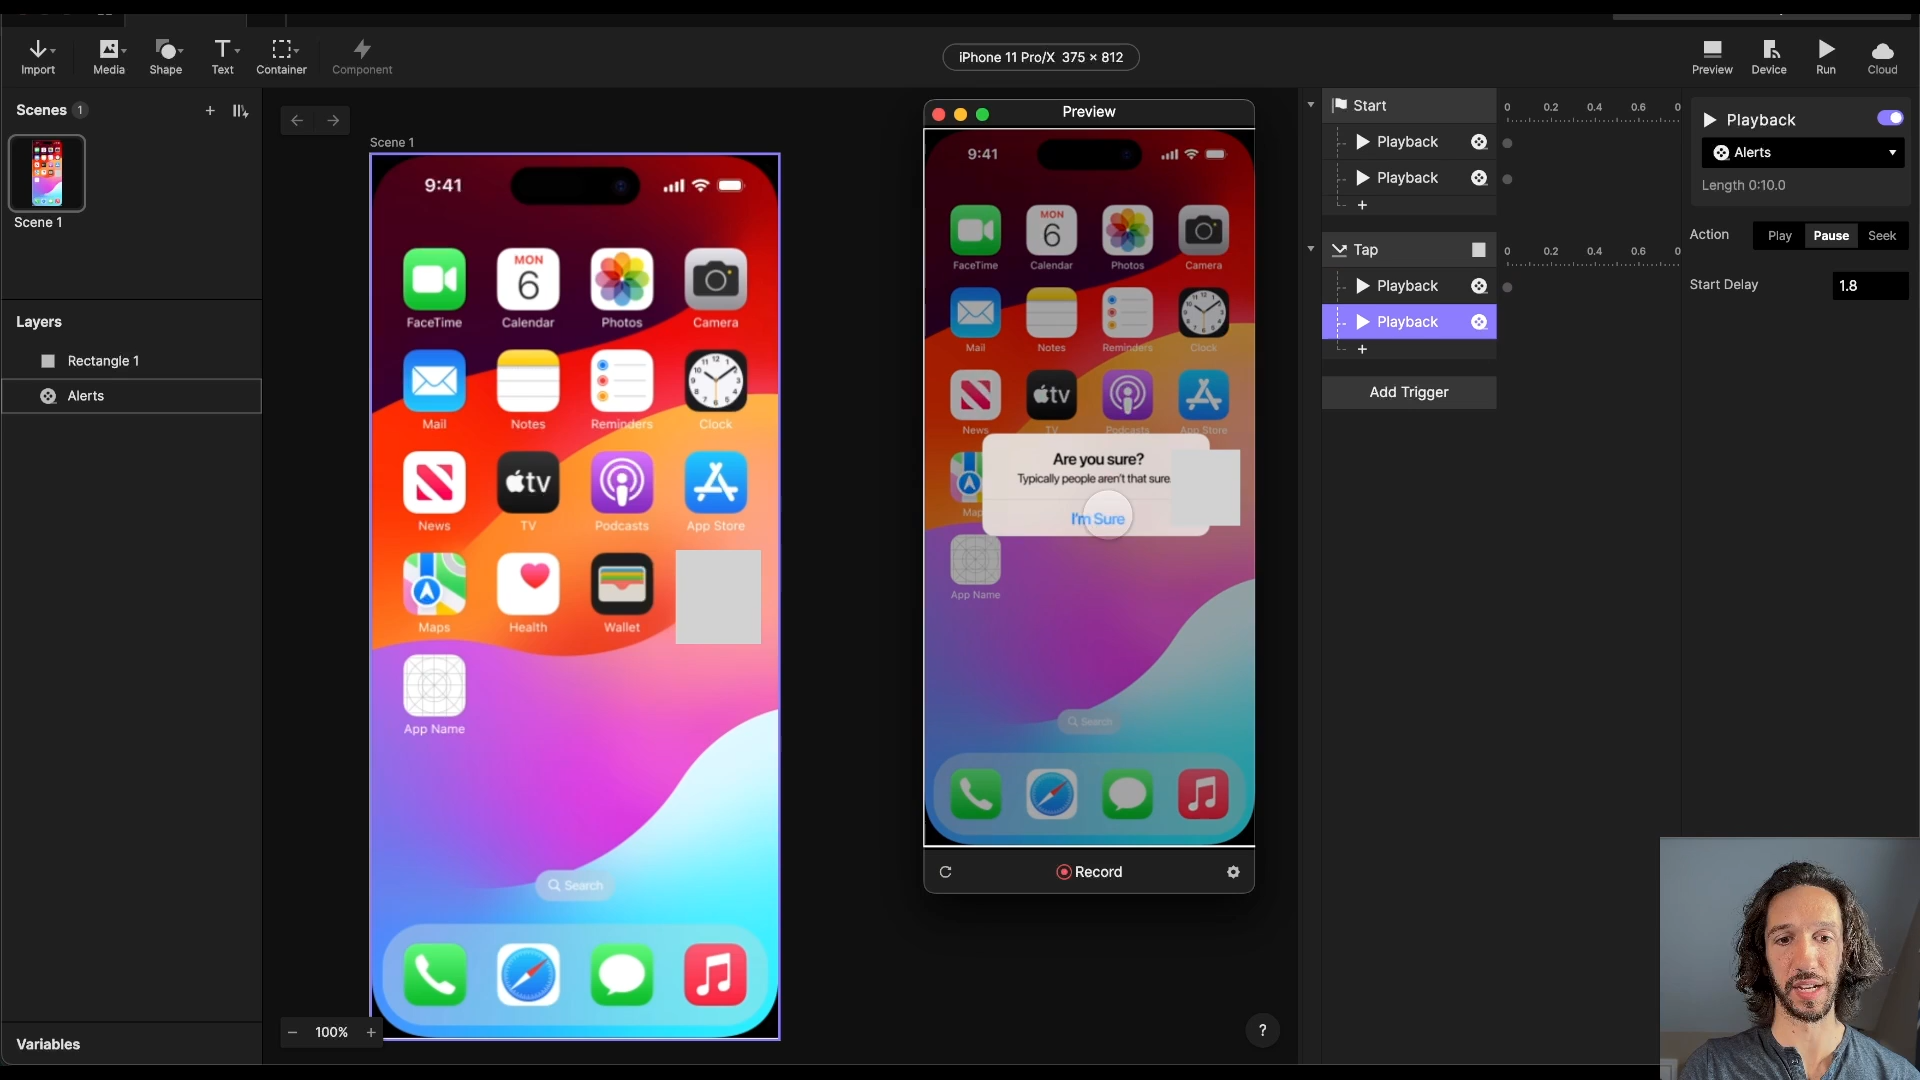 Import
Media
Shape
Text
Container
Component
iPhone 11 Pro/X 375 × 812
Preview
Device
Run
Cloud
Scenes 1
Scene 1
Layers
Rectangle 1
Alerts
Variables
Scene 1
9:41
MON
6
FaceTime
Calendar
Photos
Camera
Mail
Notes
Reminders
Clock
tv
News
TV
Podcasts
App Store
Maps
Health
Wallet
App Name
Search
100%
Preview
9:41
MON
6
FaceTime
Calendar
Photos
Camera
Mail
Notes
Reminders
Clock
tv
News
TV
Podcasts
App Store
Are you sure?
Typically people aren't that sure
I'm Sure
App Name
Search
Record
?
Start
0 0.2 0.4 0.6 0
Playback
Playback
+
Tap
0 0.2 0.4 0.6 0
Playback
Playback
+
Add Trigger
Playback
Alerts
Length 0:10.0
Action
Play
Pause
Seek
Start Delay
1.8